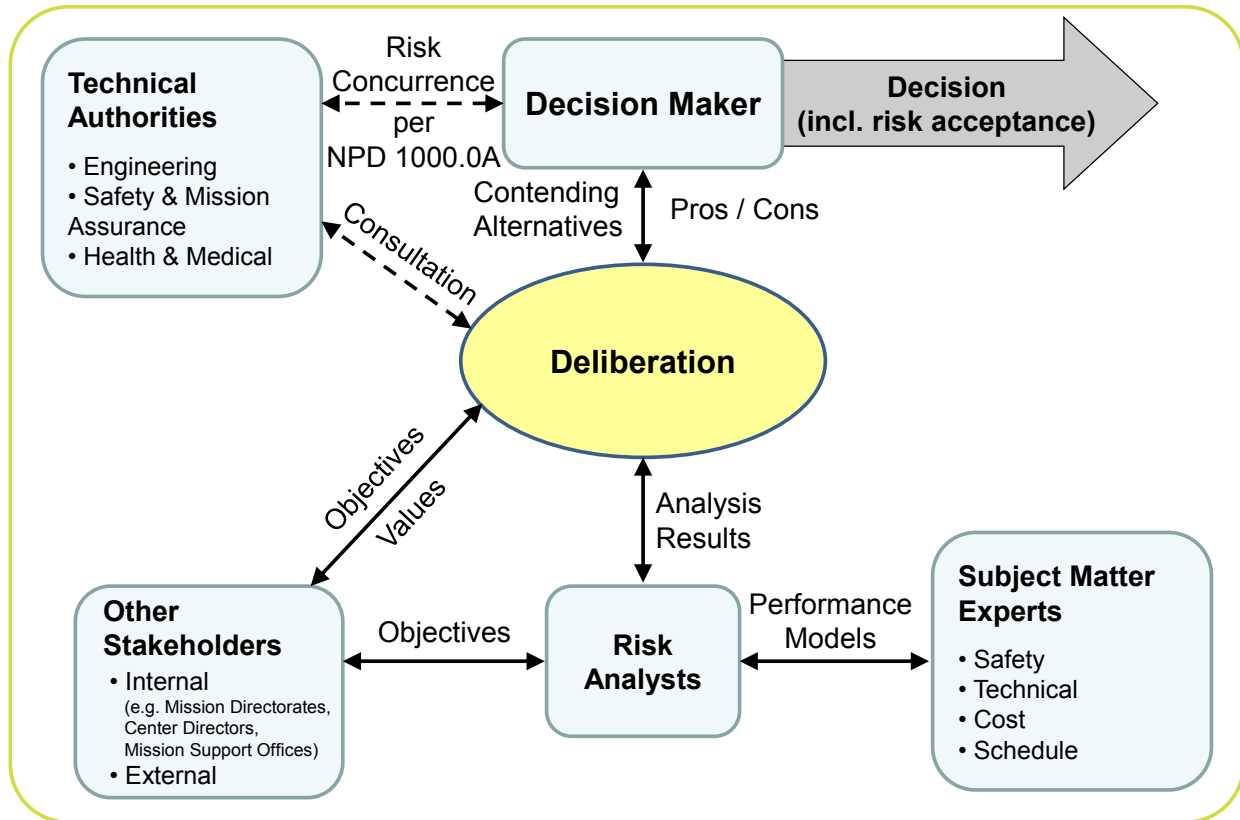 Technical
Authorities
• Engineering
• Safety & Mission
Assurance
• Health & Medical
Risk
Concurrence
per
NPD 1000.0A
Decision Maker
Decision
(incl. risk acceptance)
Contending
Alternatives
Pros / Cons
Consultation
Deliberation
Objectives
Values
Analysis
Results
Other
Stakeholders
• Internal
(e.g. Mission Directorates,
Center Directors,
Mission Support Offices)
• External
Objectives
Risk
Analysts
Performance
Models
Subject Matter
Experts
• Safety
• Technical
• Cost
• Schedule